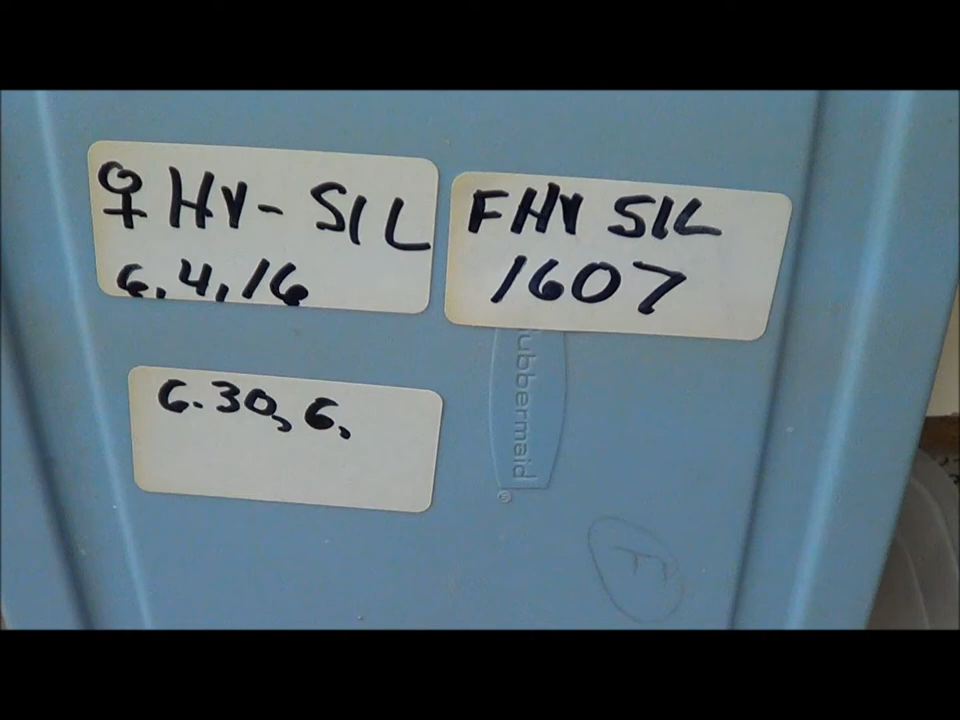 ♀ HY-SIL
6,4,16
FHY SIL
1607
6.30,6,
Rubbermaid
®
F